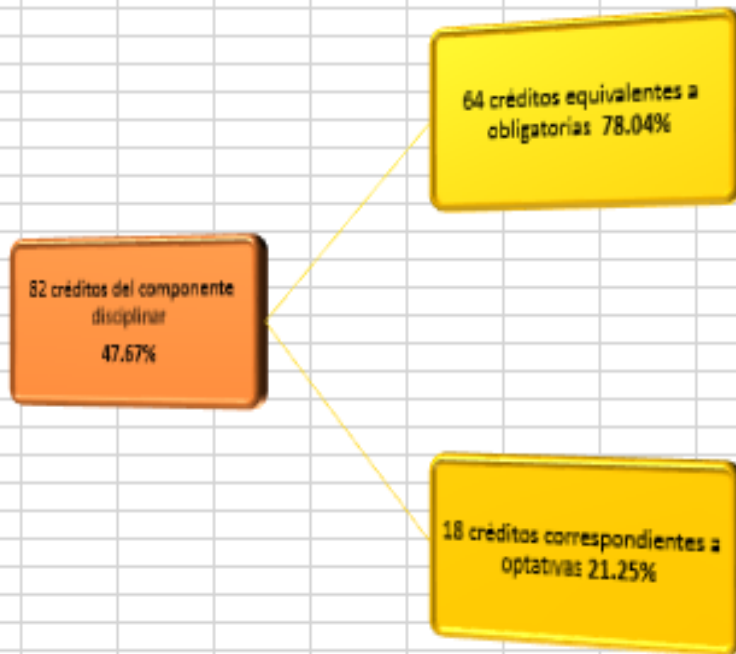 64 créditos equivalentes a
obligatorias 78.04%
82 créditos del componente
disciplinar
47.67%
18 créditos correspondientes a
optativas 21.25%